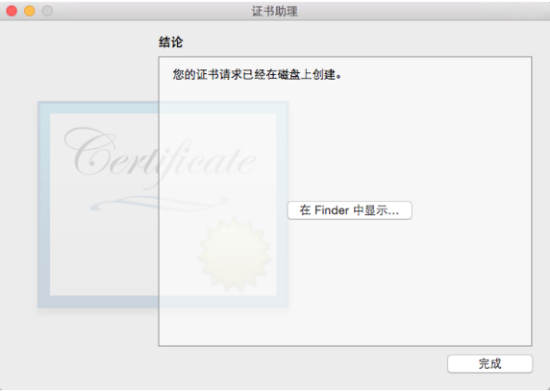 证书助理
结论
您的证书请求已经在磁盘上创建。
Certificate
在 Finder 中显示...
完成